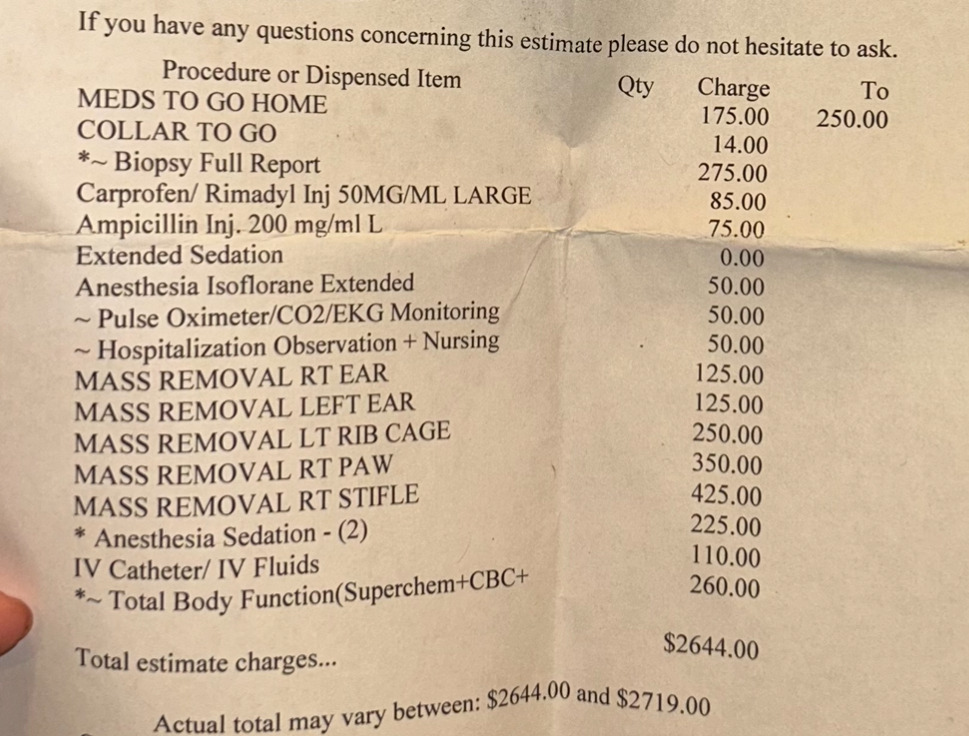 If you have any questions concerning this estimate please do not hesitate to ask.
Procedure or Dispensed Item Qty Charge To
MEDS TO GO HOME 175.00 250.00
COLLAR TO GO 14.00
*~ Biopsy Full Report 275.00
Carprofen/ Rimadyl Inj 50MG/ML LARGE 85.00
Ampicillin Inj. 200 mg/ml L 75.00
Extended Sedation 0.00
Anesthesia Isoflorane Extended 50.00
~ Pulse Oximeter/CO2/EKG Monitoring 50.00
~ Hospitalization Observation + Nursing 50.00
MASS REMOVAL RT EAR 125.00
MASS REMOVAL LEFT EAR 125.00
MASS REMOVAL LT RIB CAGE 250.00
MASS REMOVAL RT PAW 350.00
MASS REMOVAL RT STIFLE 425.00
* Anesthesia Sedation - (2) 225.00
IV Catheter/ IV Fluids 110.00
*~ Total Body Function(Superchem+CBC+ 260.00
Total estimate charges... $2644.00
Actual total may vary between: $2644.00 and $2719.00